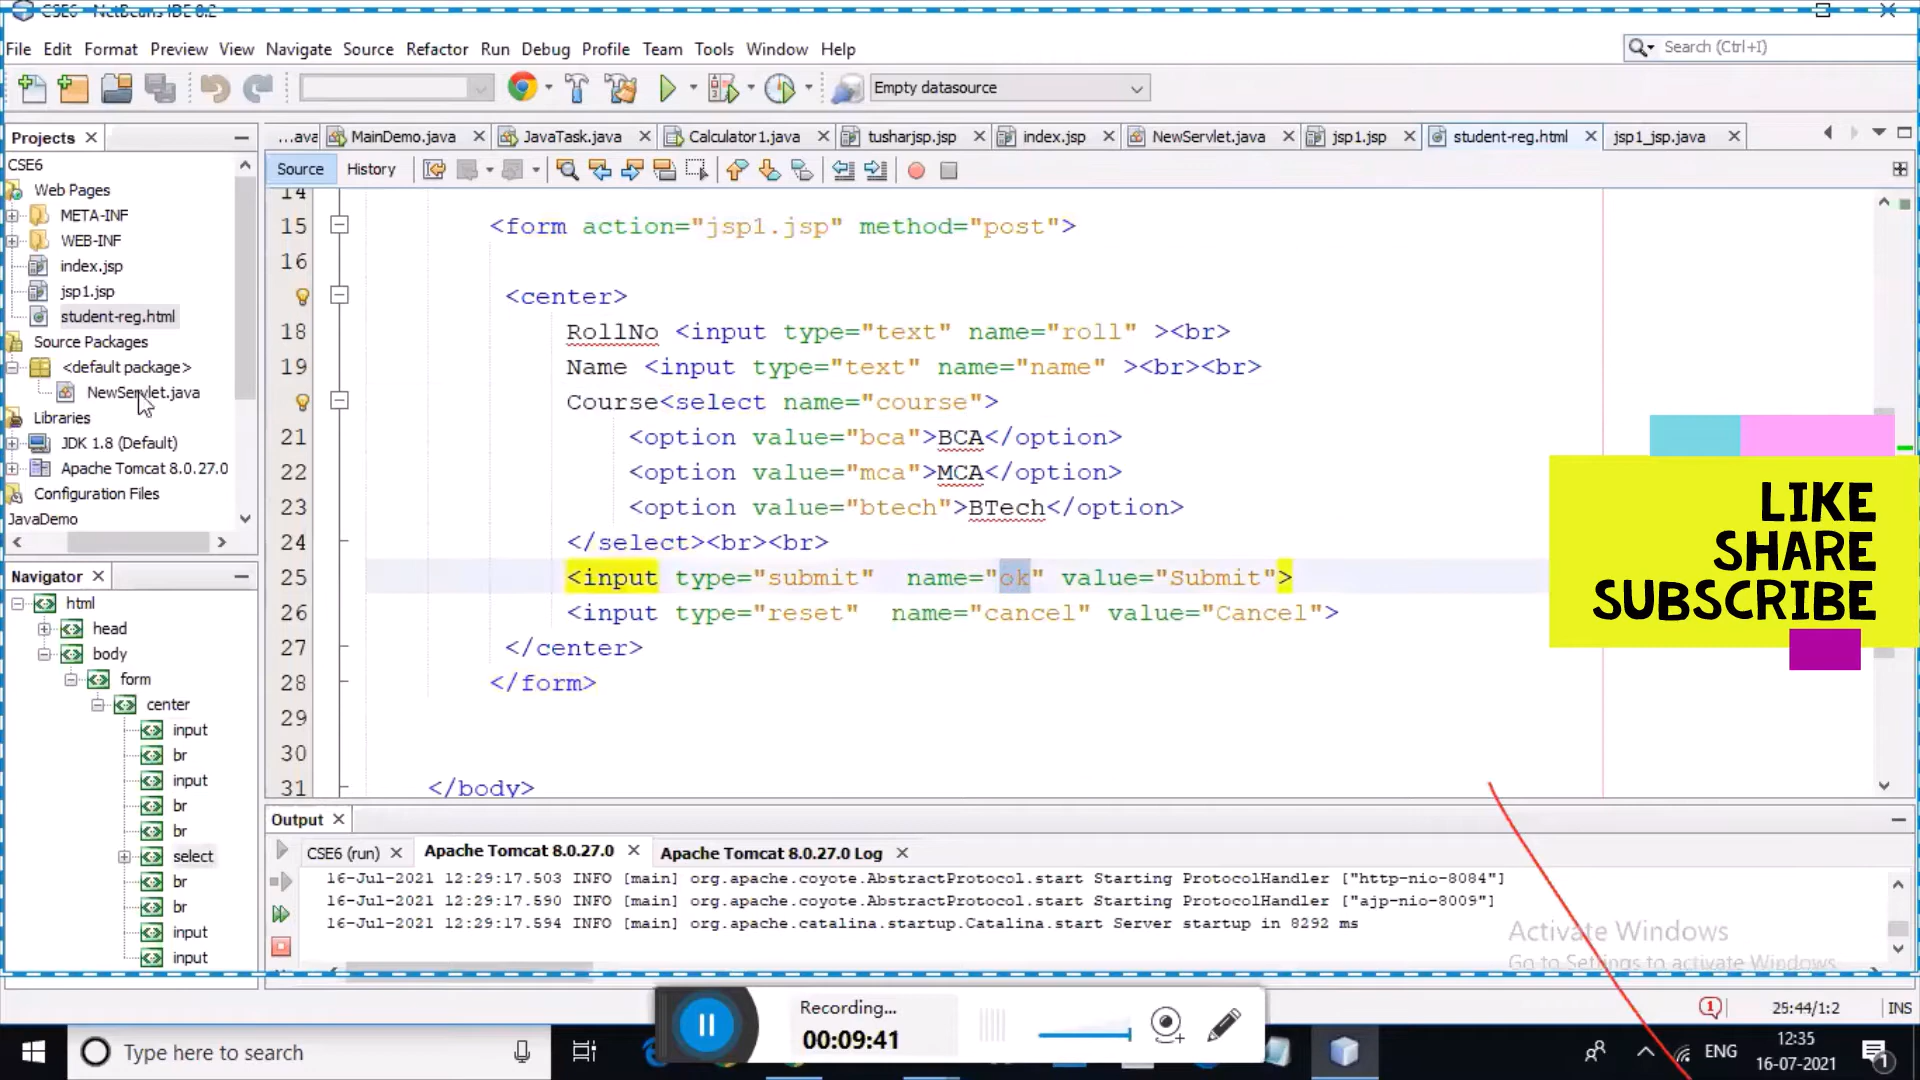 CSE6 - NetBeans IDE 8.2
File Edit Format Preview View Navigate Source Refactor Run Debug Profile Team Tools Window Help
Search (Ctrl+I)
Empty datasource
Projects
...ava MainDemo.java JavaTask.java Calculator1.java tusharjsp.jsp index.jsp NewServlet.java jsp1.jsp student-reg.html jsp1_jsp.java
CSE6
Web Pages
META-INF
WEB-INF
index.jsp
jsp1.jsp
student-reg.html
Source Packages
<default package>
NewServlet.java
Libraries
JDK 1.8 (Default)
Apache Tomcat 8.0.27.0
Configuration Files
JavaDemo
Source History
14
15 <form action="jsp1.jsp" method="post">
16
<center>
18 RollNo <input type="text" name="roll" ><br>
19 Name <input type="text" name="name" ><br><br>
Course<select name="course">
21 <option value="bca">BCA</option>
22 <option value="mca">MCA</option>
23 <option value="btech">BTech</option>
24 </select><br><br>
25 <input type="submit" name="ok" value="Submit">
26 <input type="reset" name="cancel" value="Cancel">
27 </center>
28 </form>
29
30
31 </body>
LIKE
SHARE
SUBSCRIBE
Navigator
html
head
body
form
center
input
br
input
br
br
select
br
br
input
input
Output
CSE6 (run) Apache Tomcat 8.0.27.0 Apache Tomcat 8.0.27.0 Log
16-Jul-2021 12:29:17.503 INFO [main] org.apache.coyote.AbstractProtocol.start Starting ProtocolHandler ["http-nio-8084"]
16-Jul-2021 12:29:17.590 INFO [main] org.apache.coyote.AbstractProtocol.start Starting ProtocolHandler ["ajp-nio-8009"]
16-Jul-2021 12:29:17.594 INFO [main] org.apache.catalina.startup.Catalina.start Server startup in 8292 ms
Activate Windows
Go to Settings to activate Windows.
Recording...
00:09:41
1
25:44/1:2 INS
Type here to search
ENG
12:35
16-07-2021
1